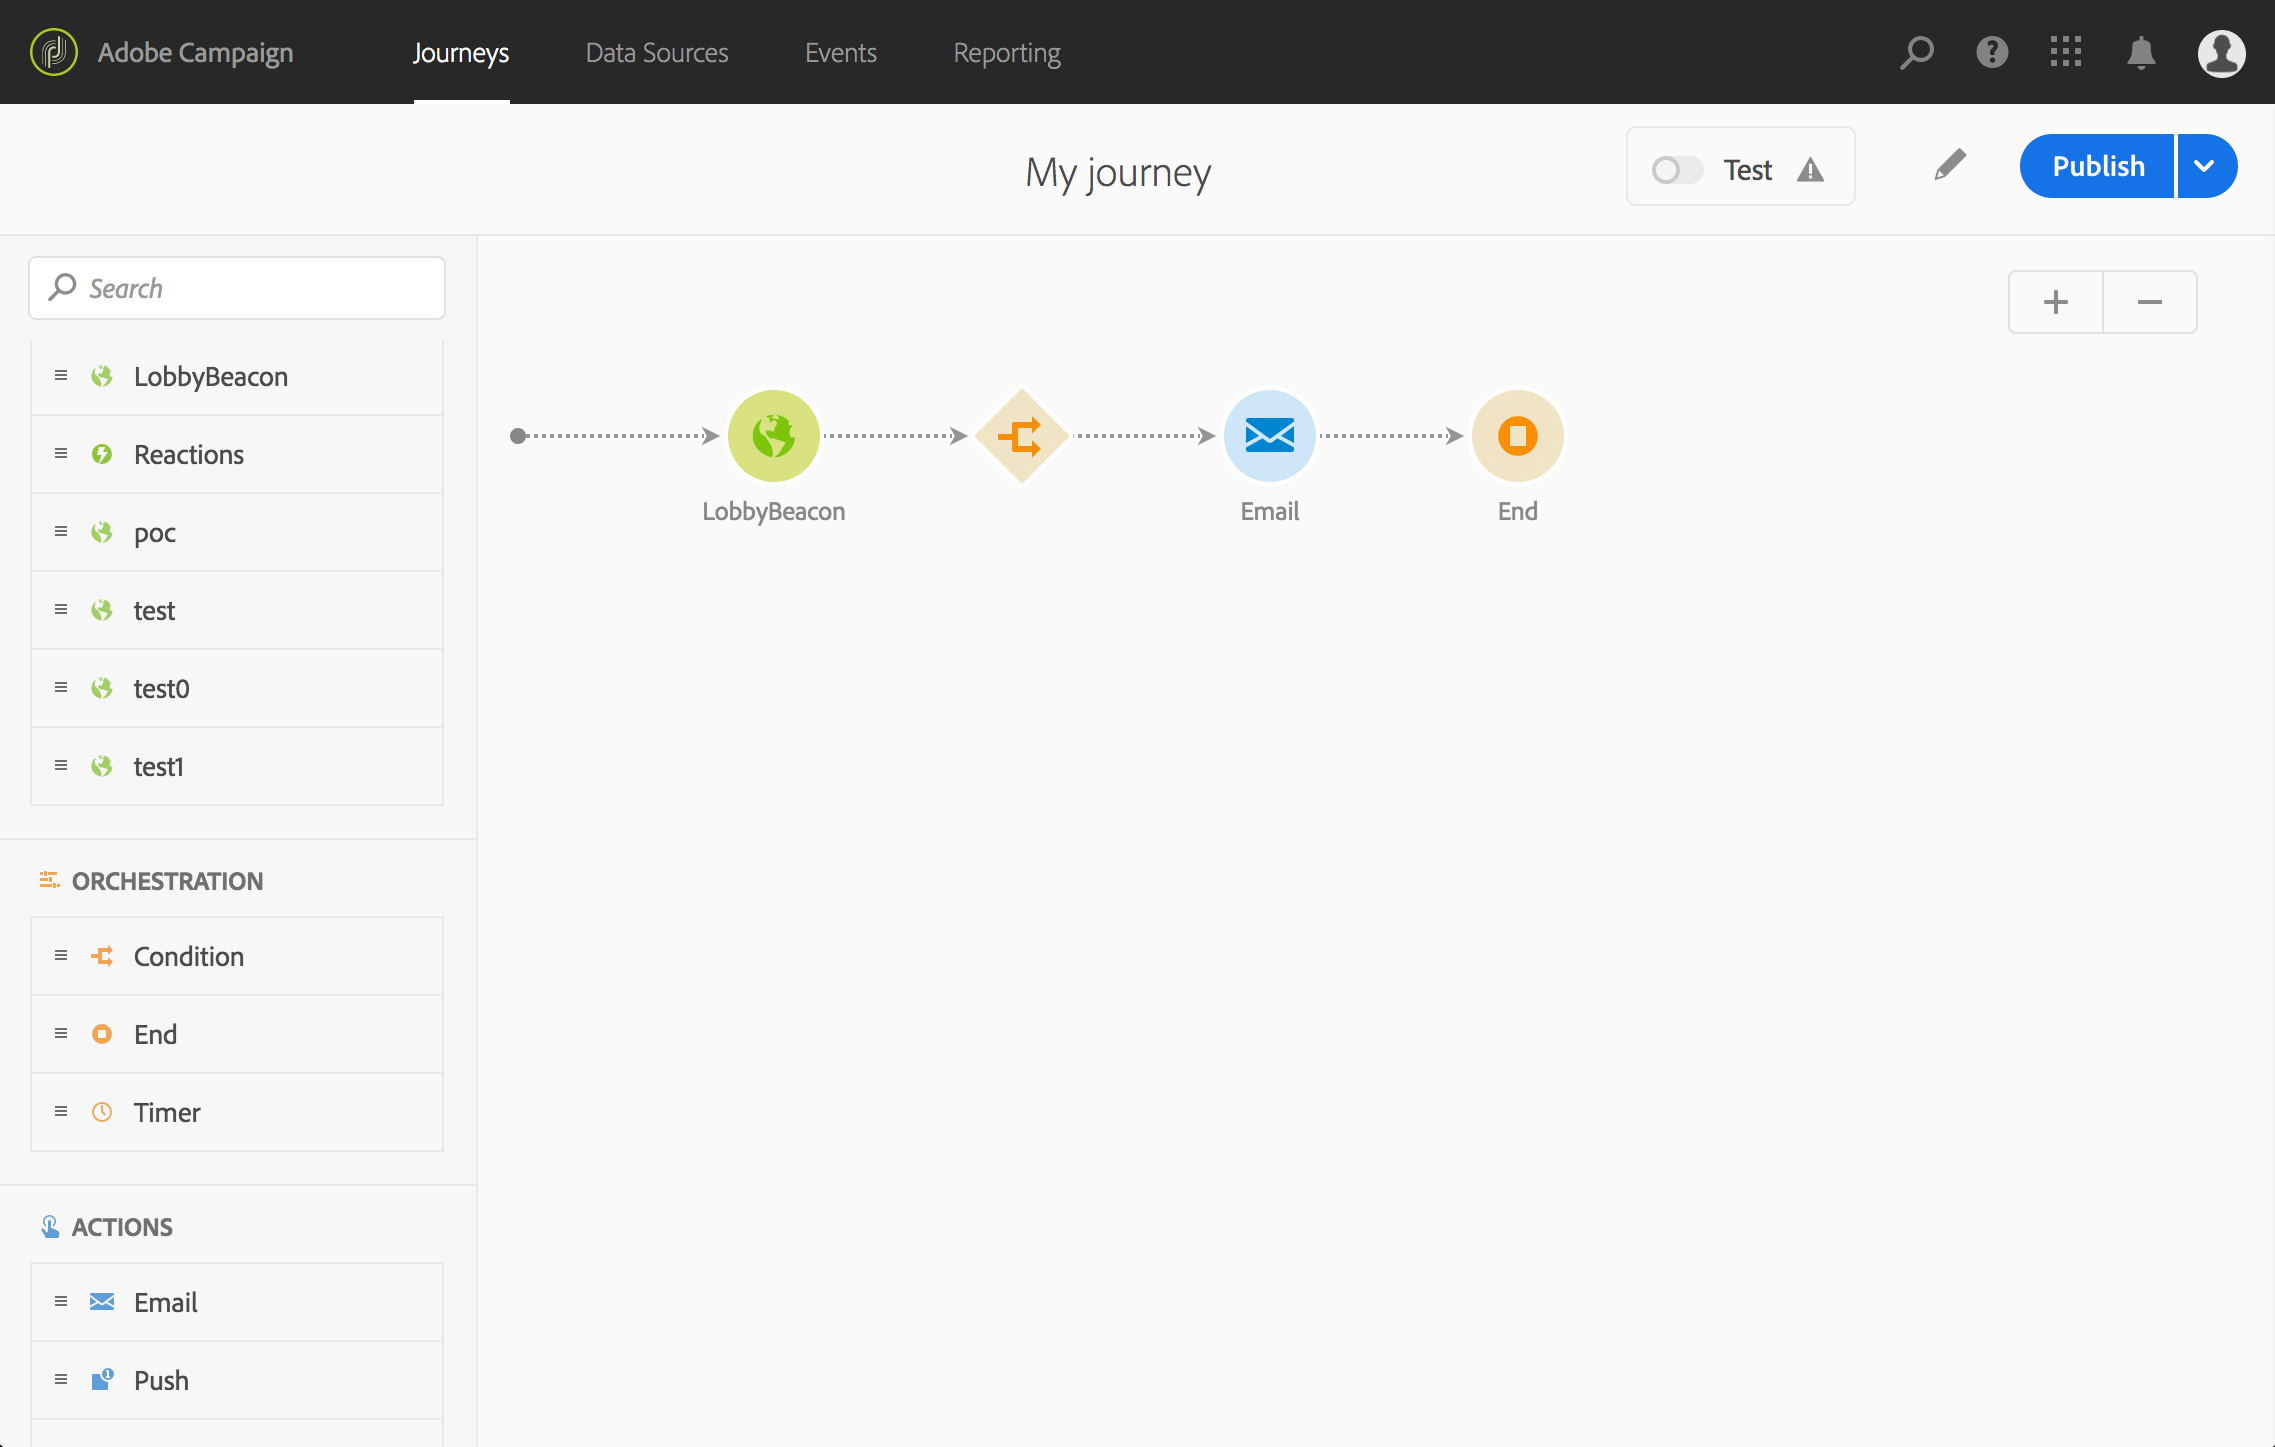 Adobe Campaign
Journeys
Data Sources
Events
Reporting
My journey
Test
Publish
Search
LobbyBeacon
Reactions
poc
test
test0
test1
ORCHESTRATION
Condition
End
Timer
ACTIONS
Email
Push
LobbyBeacon
Email
End